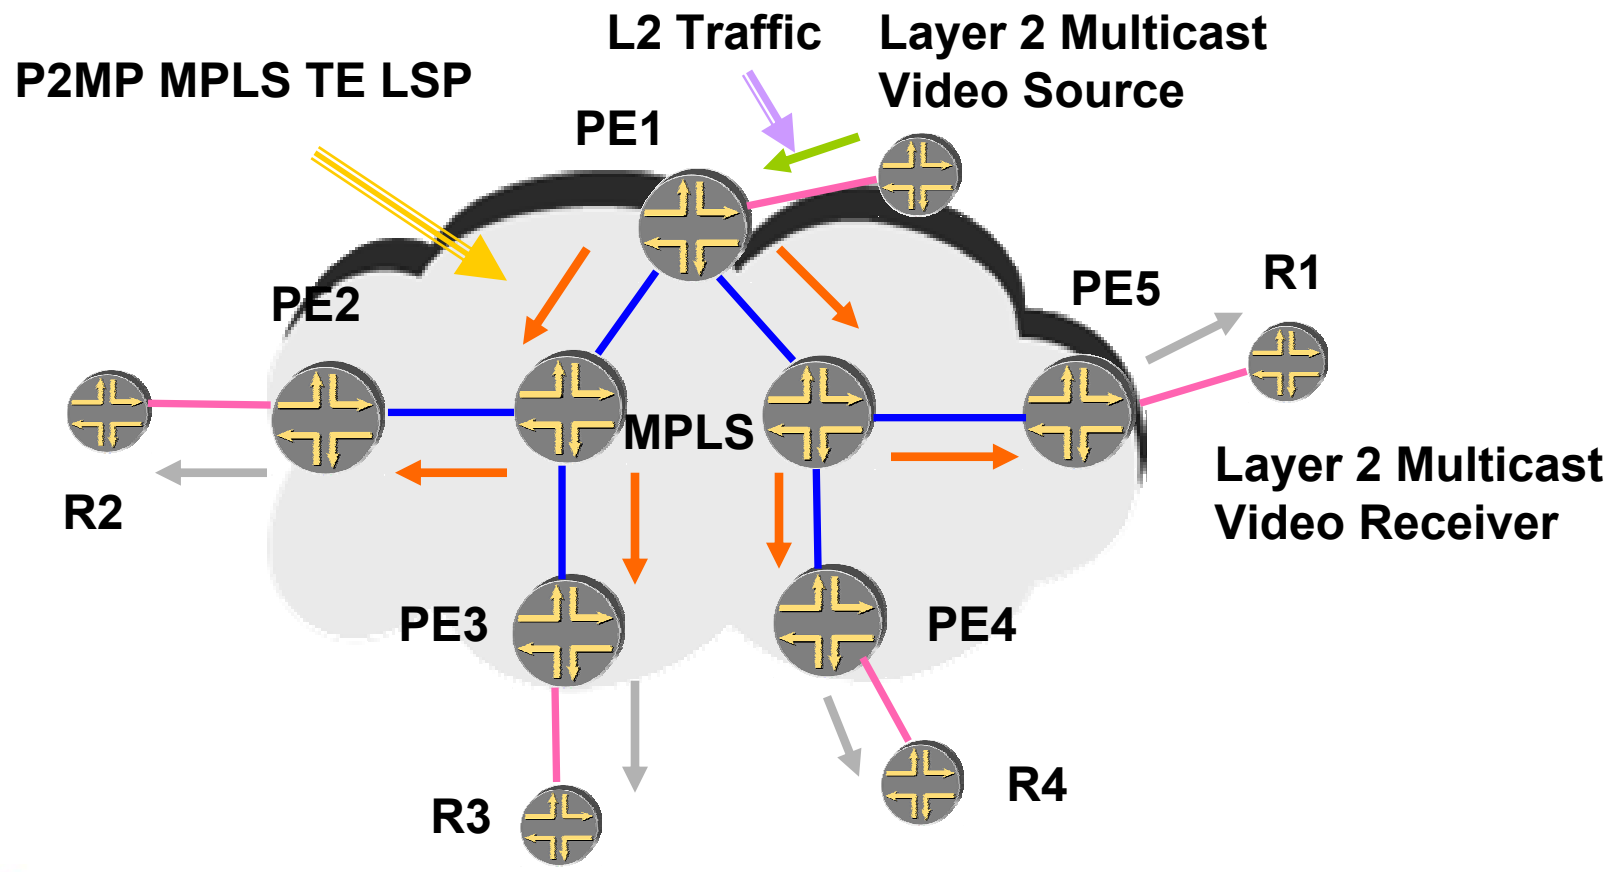 L2 Traffic
Layer 2 Multicast
Video Source
P2MP MPLS TE LSP
PE1
PE2
PE5
R1
MPLS
R2
Layer 2 Multicast
Video Receiver
PE3
PE4
R3
R4